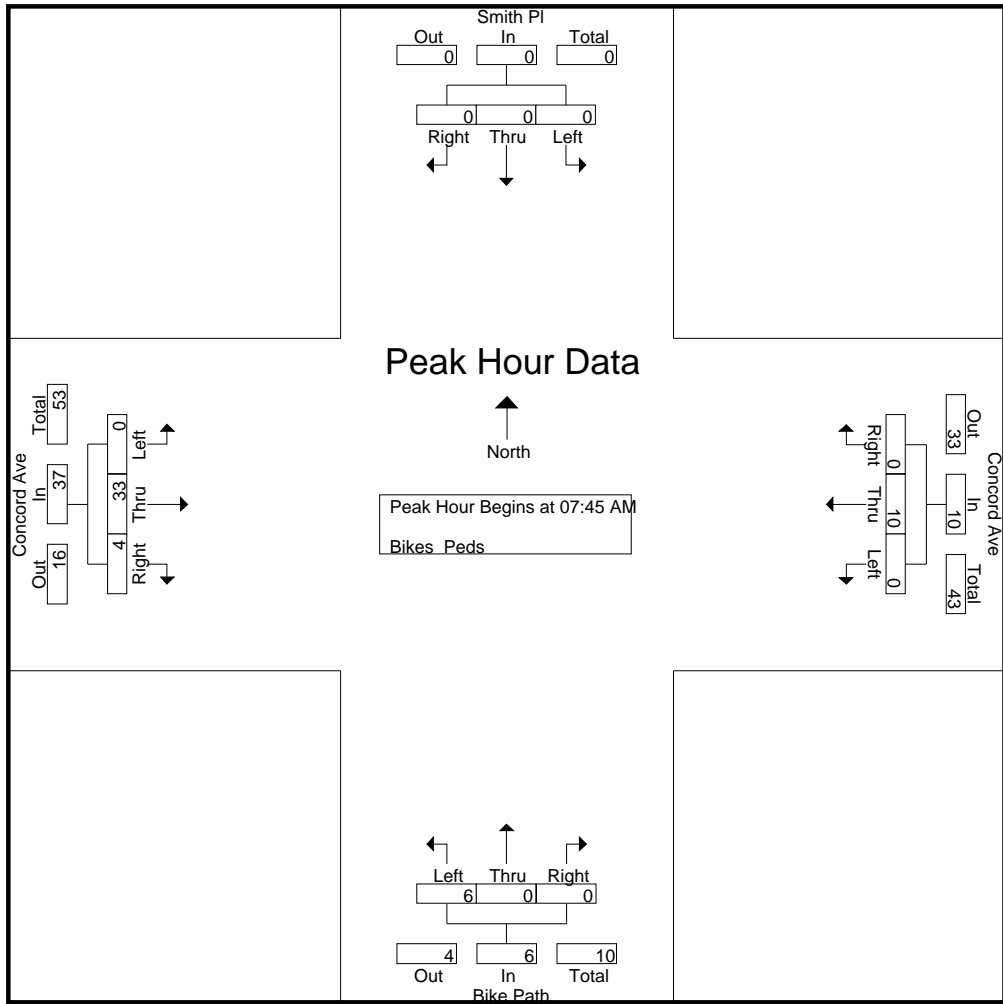 Smith Pl
Out In Total
0 0 0
0 0 0
Right Thru Left
Peak Hour Data
North
Peak Hour Begins at 07:45 AM
Bikes Peds
Concord Ave
Out In Total
16 37 53
4 33 0
Right Thru Left
Concord Ave
Out In Total
33 10 43
0 10 0
Right Thru Left
Left Thru Right
6 0 0
4 6 10
Out In Total
Bike Path